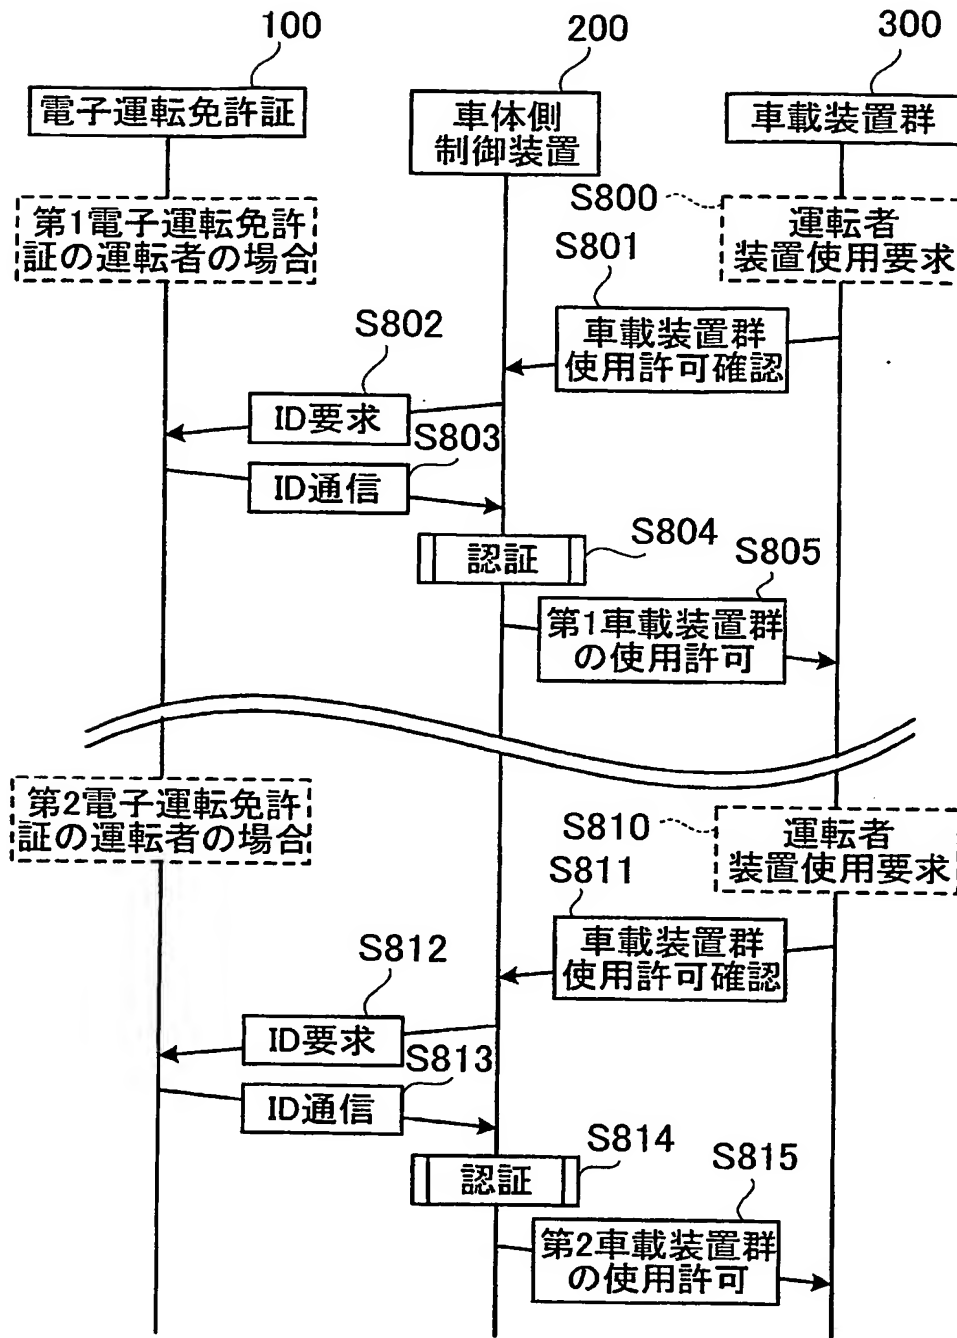 100
200
300
電子運転免許証
車体側
制御装置
車載装置群
第1電子運転免許
証の運転者の場合
S800
運転者
装置使用要求
S801
車載装置群
使用許可確認
S802
ID要求
S803
ID通信
S804
認証
S805
第1車載装置群
の使用許可
第2電子運転免許
証の運転者の場合
S810
運転者
装置使用要求
S811
車載装置群
使用許可確認
S812
ID要求
S813
ID通信
S814
認証
S815
第2車載装置群
の使用許可